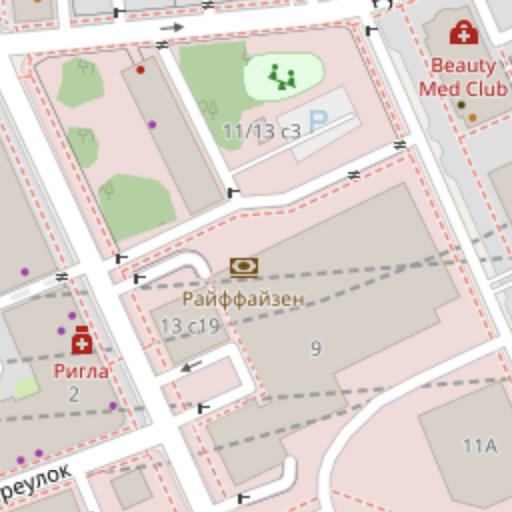 Beauty
Med Club
11/13 с3
P
Райффайзен
13 с19
9
Ригла
2
11А
реулок